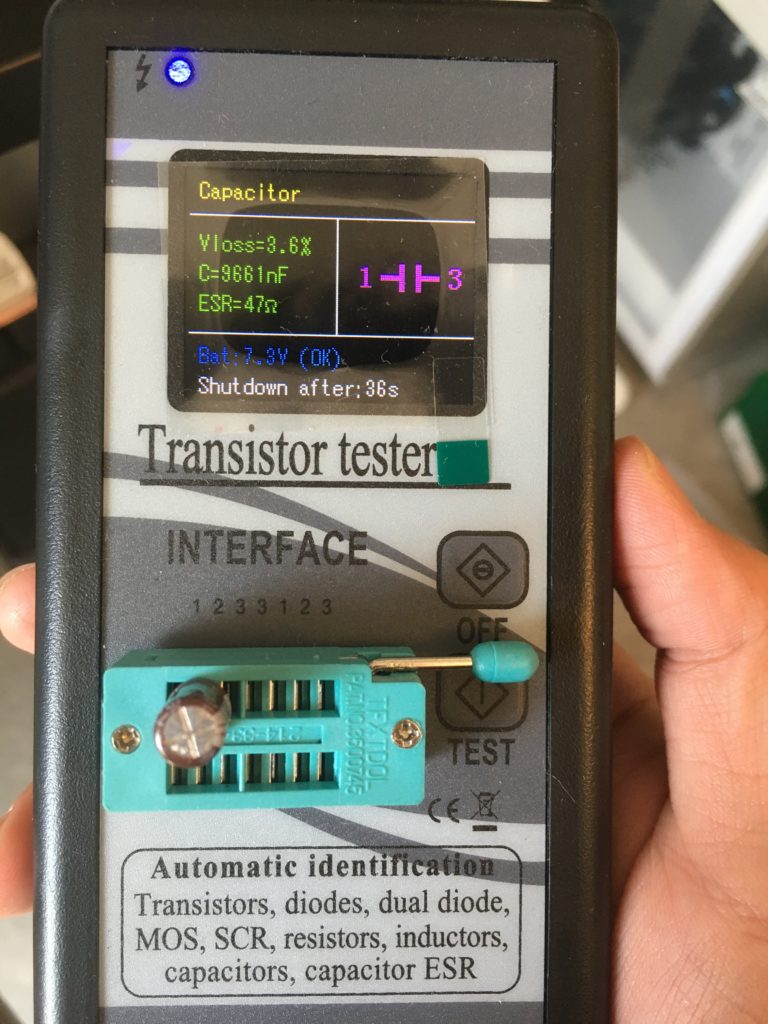 Capacitor
Vloss=3.6%
C=9661nF
ESR=47Ω
1 3
Bat:7.3V (OK)
Shutdown after:36s
Transistor tester
INTERFACE
1 2 3 3 1 2 3
OFF
TEST
CE
Automatic identification
Transistors, diodes, dual diode,
MOS, SCR, resistors, inductors,
capacitors, capacitor ESR